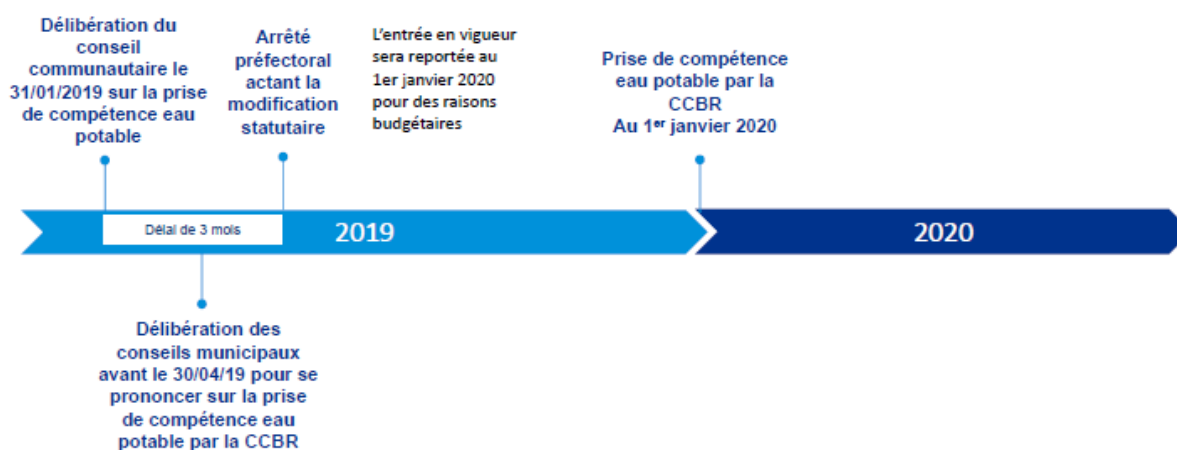 Délibération du
conseil
communautaire le
31/01/2019 sur la prise
de compétence eau
potable
Arrêté
préfectoral
actant la
modification
statutaire
L'entrée en vigueur
sera reportée au
1er janvier 2020
pour des raisons
budgétaires
Prise de compétence
eau potable par la
CCBR
Au 1er janvier 2020
Délai de 3 mois
2019
2020
Délibération des
conseils municipaux
avant le 30/04/19 pour se
prononcer sur la prise
de compétence eau
potable par la CCBR